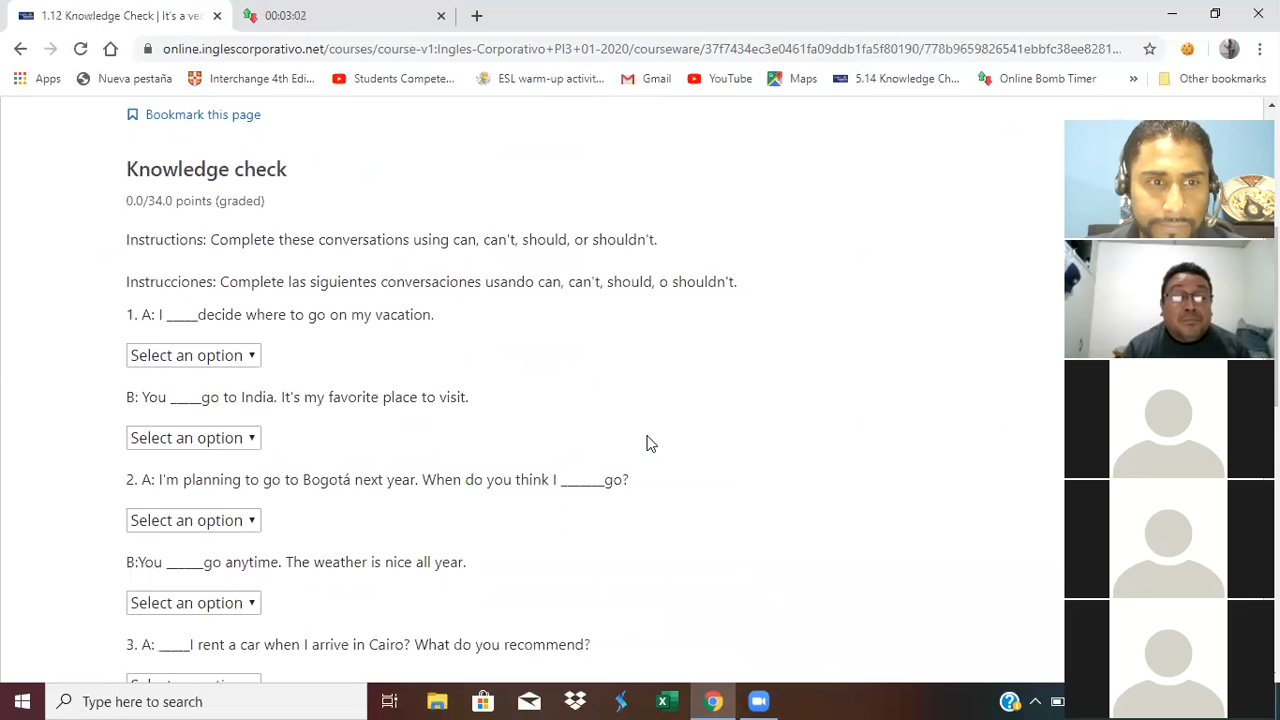 1.12 Knowledge Check | It's a ve
00:03:02
online.inglescorporativo.net/courses/course-v1:Ingles-Corporativo+PI3+01-2020/courseware/37f7434ec3e0461fa09ddb1fa5f80190/778b9659826541ebbfc38ee8281...
Apps Nueva pestaña Interchange 4th Edi... Students Compete... ESL warm-up activit... Gmail YouTube Maps 5.14 Knowledge Ch... Online Bomb Timer » Other bookmarks
Bookmark this page
Knowledge check
0.0/34.0 points (graded)
Instructions: Complete these conversations using can, can't, should, or shouldn't.
Instrucciones: Complete las siguientes conversaciones usando can, can't, should, o shouldn't.
1. A: I _____decide where to go on my vacation.
Select an option
B: You _____go to India. It's my favorite place to visit.
Select an option
2. A: I'm planning to go to Bogotá next year. When do you think I _______go?
Select an option
B:You ______go anytime. The weather is nice all year.
Select an option
3. A: _____I rent a car when I arrive in Cairo? What do you recommend?
Type here to search